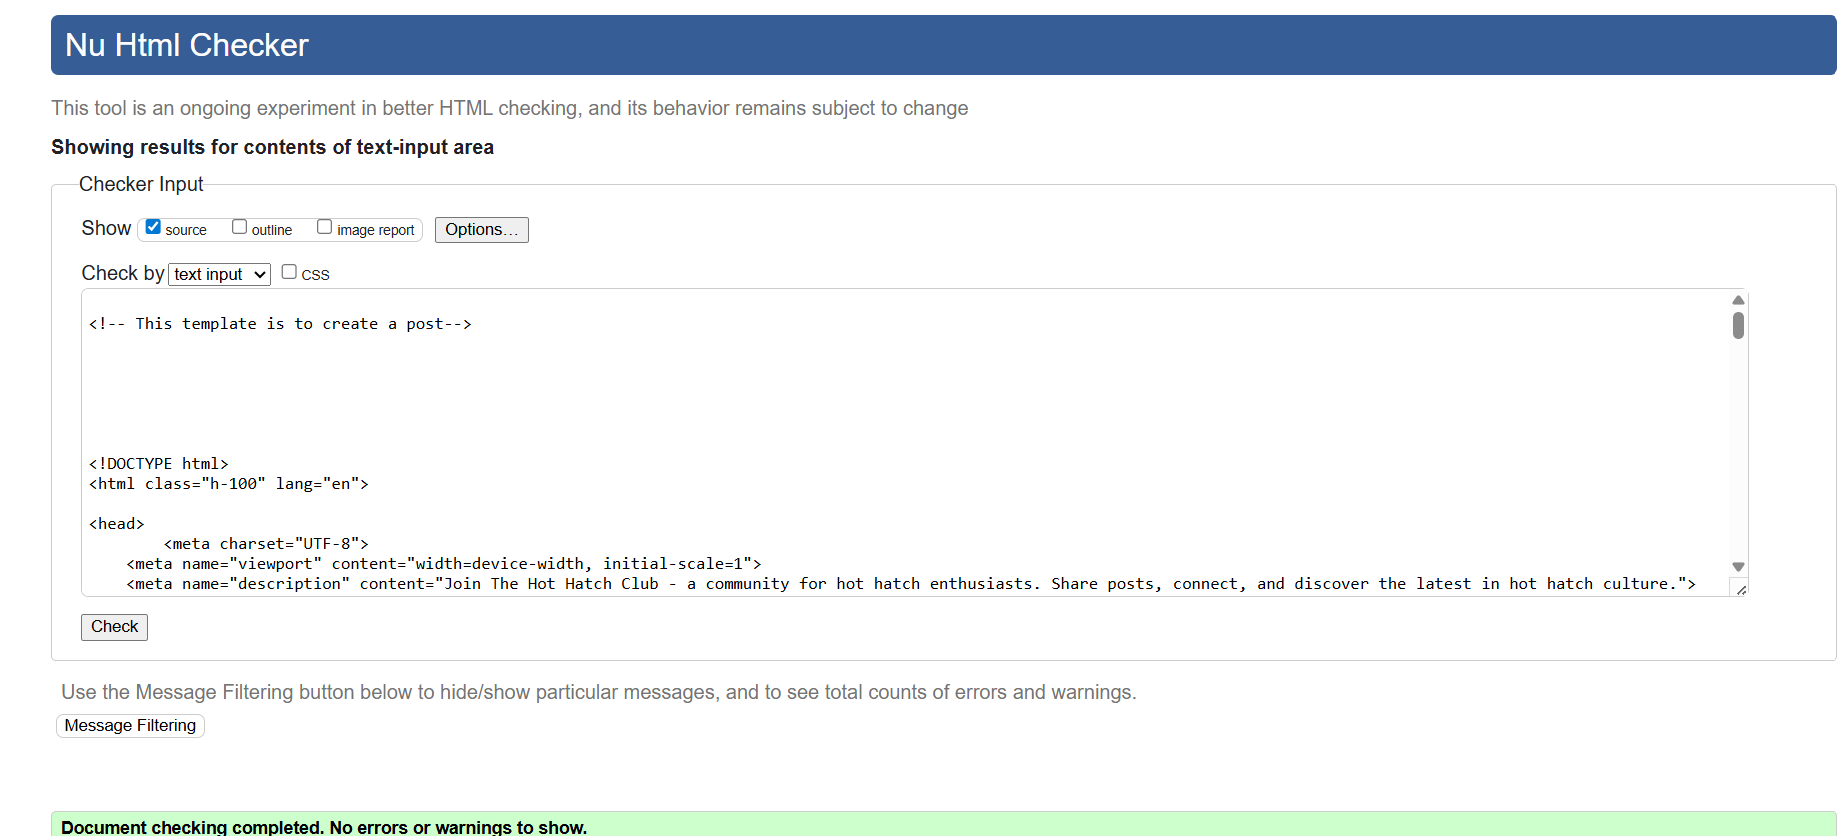 Nu Html Checker
This tool is an ongoing experiment in better HTML checking, and its behavior remains subject to change
Showing results for contents of text-input area
Checker Input
Show source outline image report Options...
Check by text input CSS
<!-- This template is to create a post-->
<!DOCTYPE html>
<html class="h-100" lang="en">
<head>
<meta charset="UTF-8">
<meta name="viewport" content="width=device-width, initial-scale=1">
<meta name="description" content="Join The Hot Hatch Club - a community for hot hatch enthusiasts. Share posts, connect, and discover the latest in hot hatch culture.">
Check
Use the Message Filtering button below to hide/show particular messages, and to see total counts of errors and warnings.
Message Filtering
Document checking completed. No errors or warnings to show.